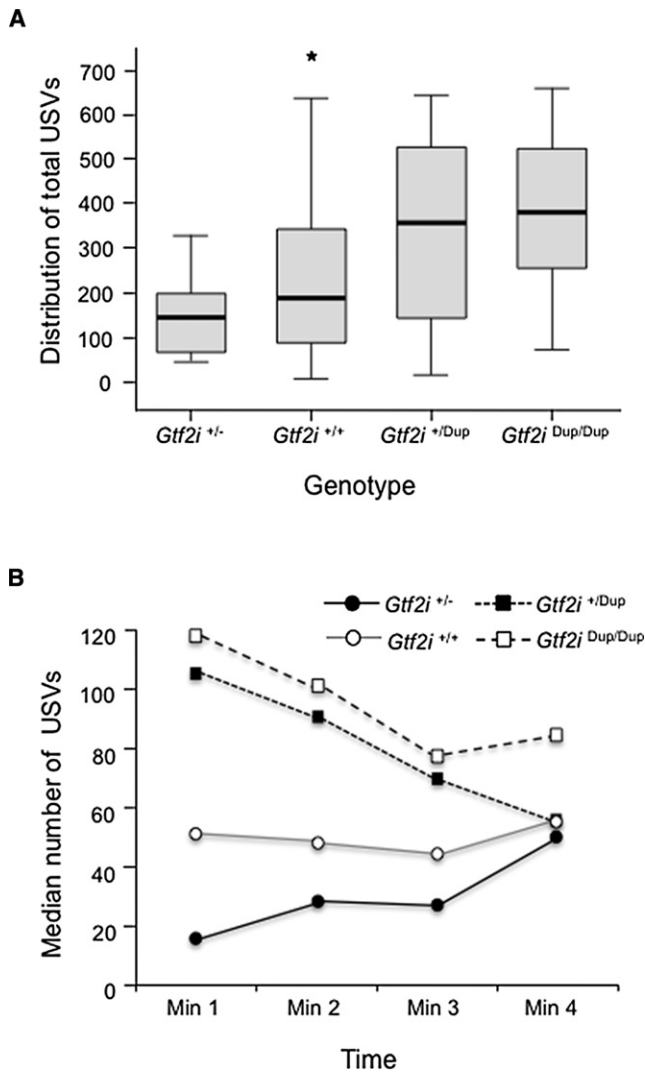 A
Distribution of total USVs
700
600
500
400
300
200
100
0
*
Gtf2i +/-
Gtf2i +/+
Gtf2i +/Dup
Gtf2i Dup/Dup
Genotype
B
Gtf2i +/-
Gtf2i +/Dup
Gtf2i +/+
Gtf2i Dup/Dup
Median number of USVs
120
100
80
60
40
20
0
Min 1
Min 2
Min 3
Min 4
Time